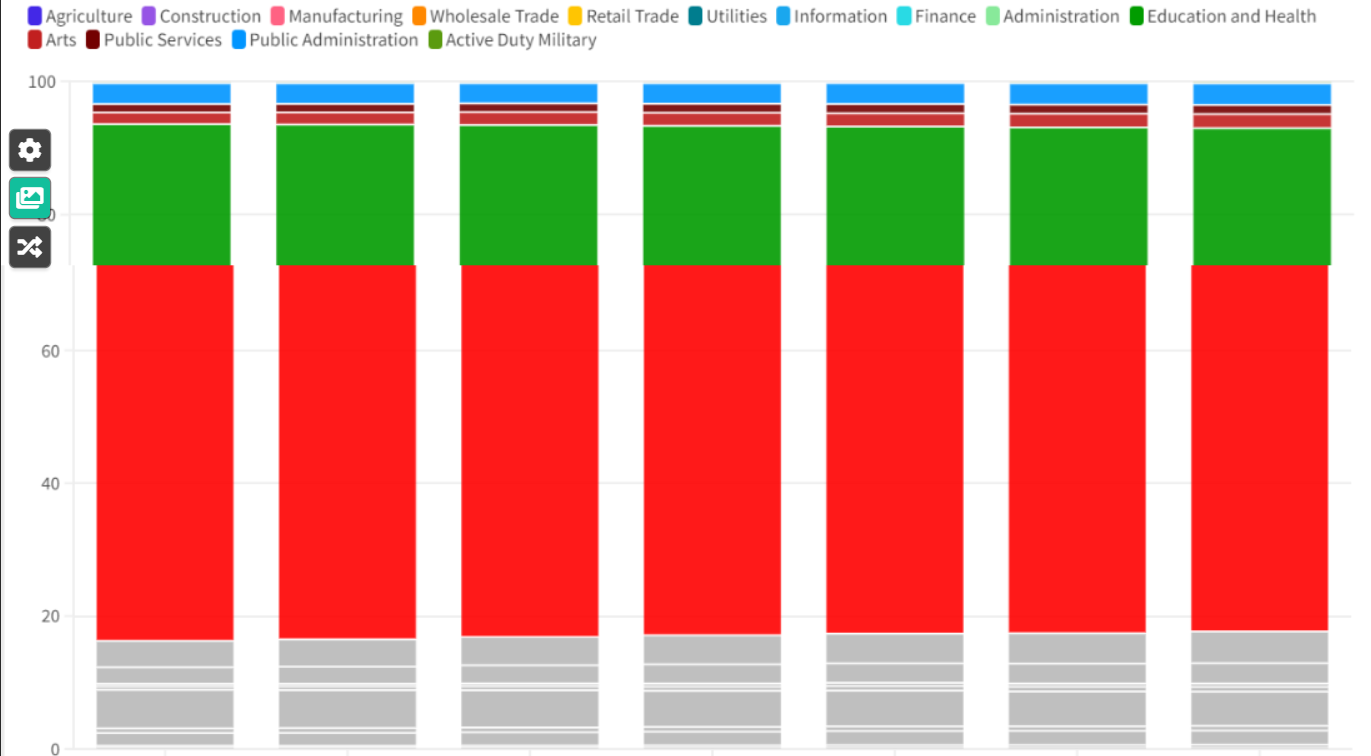 Agriculture Construction Manufacturing Wholesale Trade Retail Trade Utilities Information Finance Administration Education and Health
Arts Public Services Public Administration Active Duty Military
100
60
40
20
0